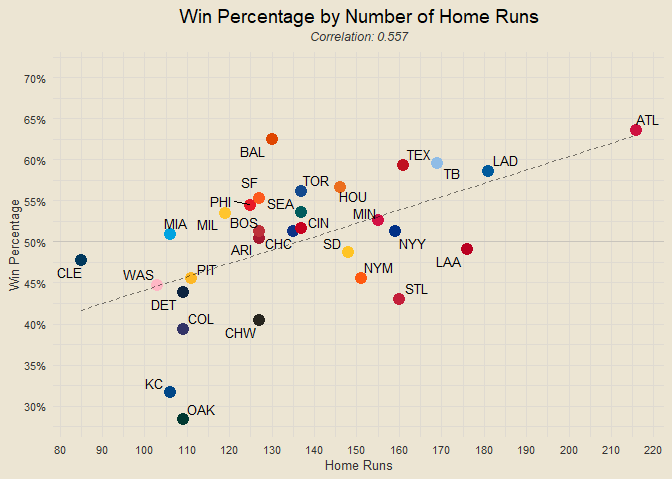 Win Percentage by Number of Home Runs
Correlation: 0.557
Win Percentage
70%
65%
60%
55%
50%
45%
40%
35%
30%
ATL
BAL
TEX
TB
LAD
SF
TOR
HOU
PHI
SEA
MIN
MIA
MIL
BOS
CIN
ARI
CHC
SD
NYY
LAA
CLE
WAS
PIT
NYM
DET
STL
COL
CHW
KC
OAK
80 90 100 110 120 130 140 150 160 170 180 190 200 210 220
Home Runs